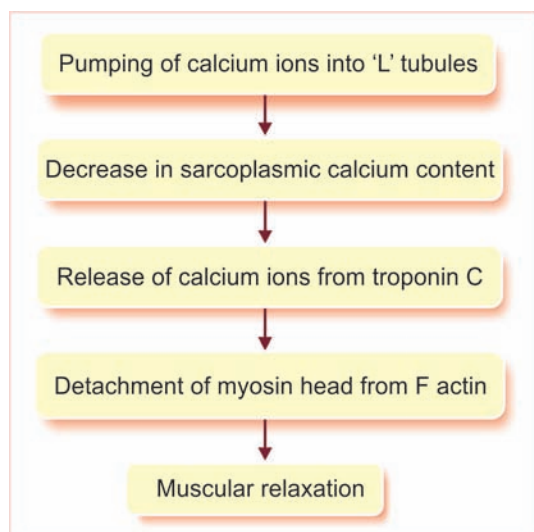 Pumping of calcium ions into ‘L’ tubules
Decrease in sarcoplasmic calcium content
Release of calcium ions from troponin C
Detachment of myosin head from F actin
Muscular relaxation